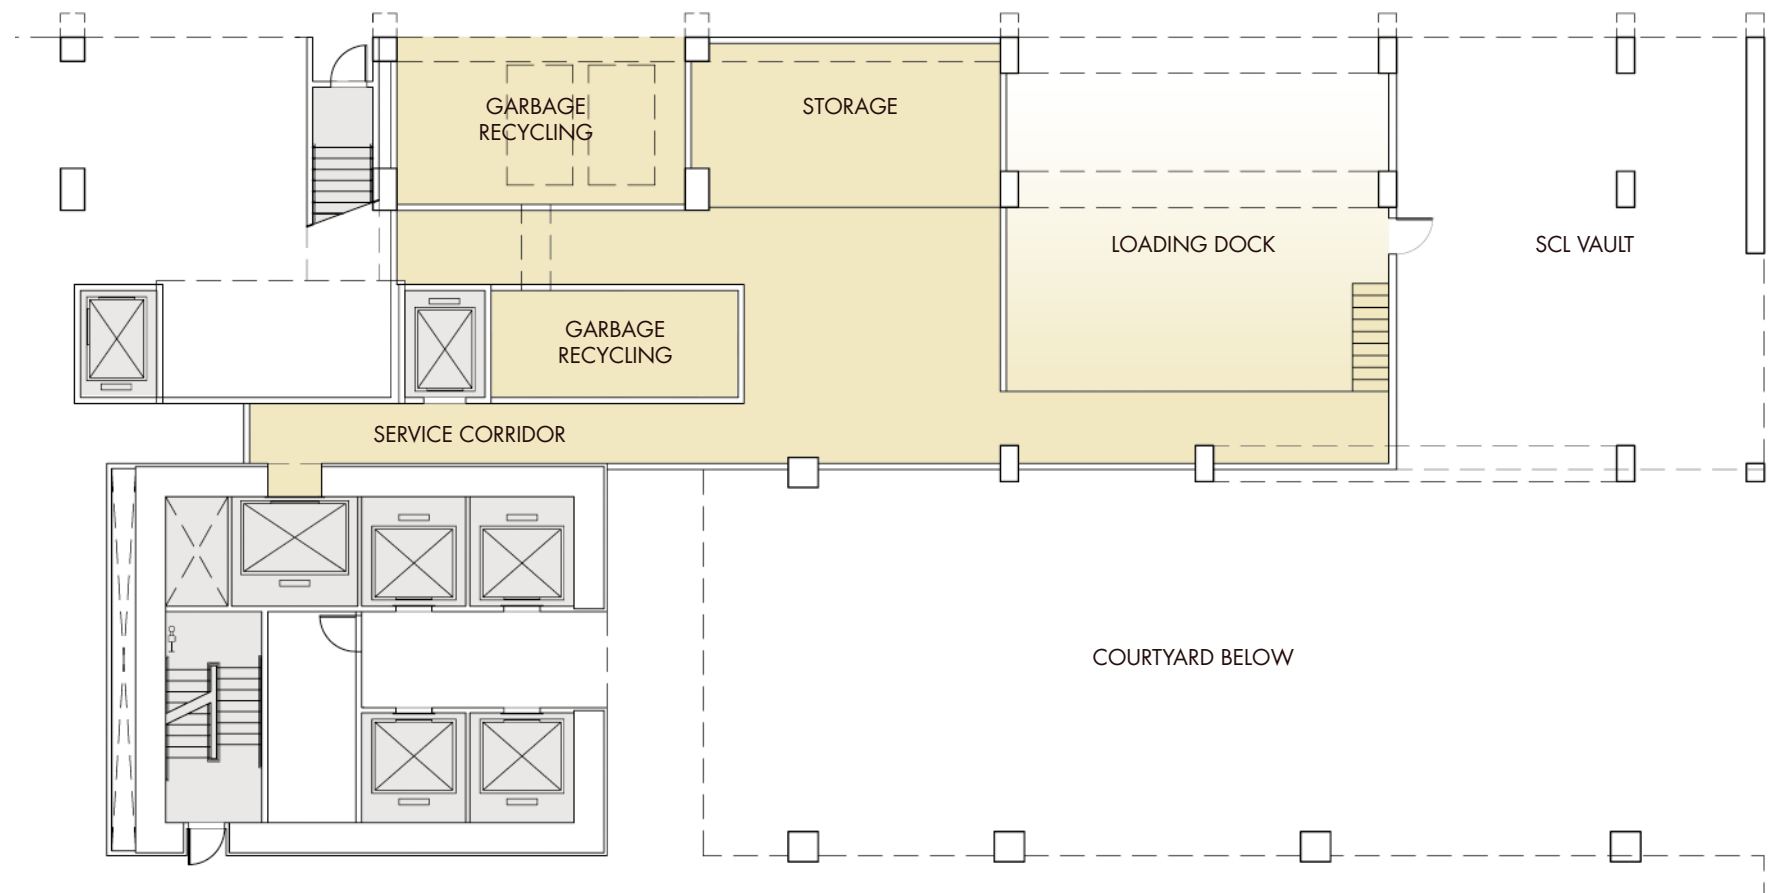 GARBAGE
RECYCLING
STORAGE
LOADING DOCK
SCL VAULT
GARBAGE
RECYCLING
SERVICE CORRIDOR
COURTYARD BELOW